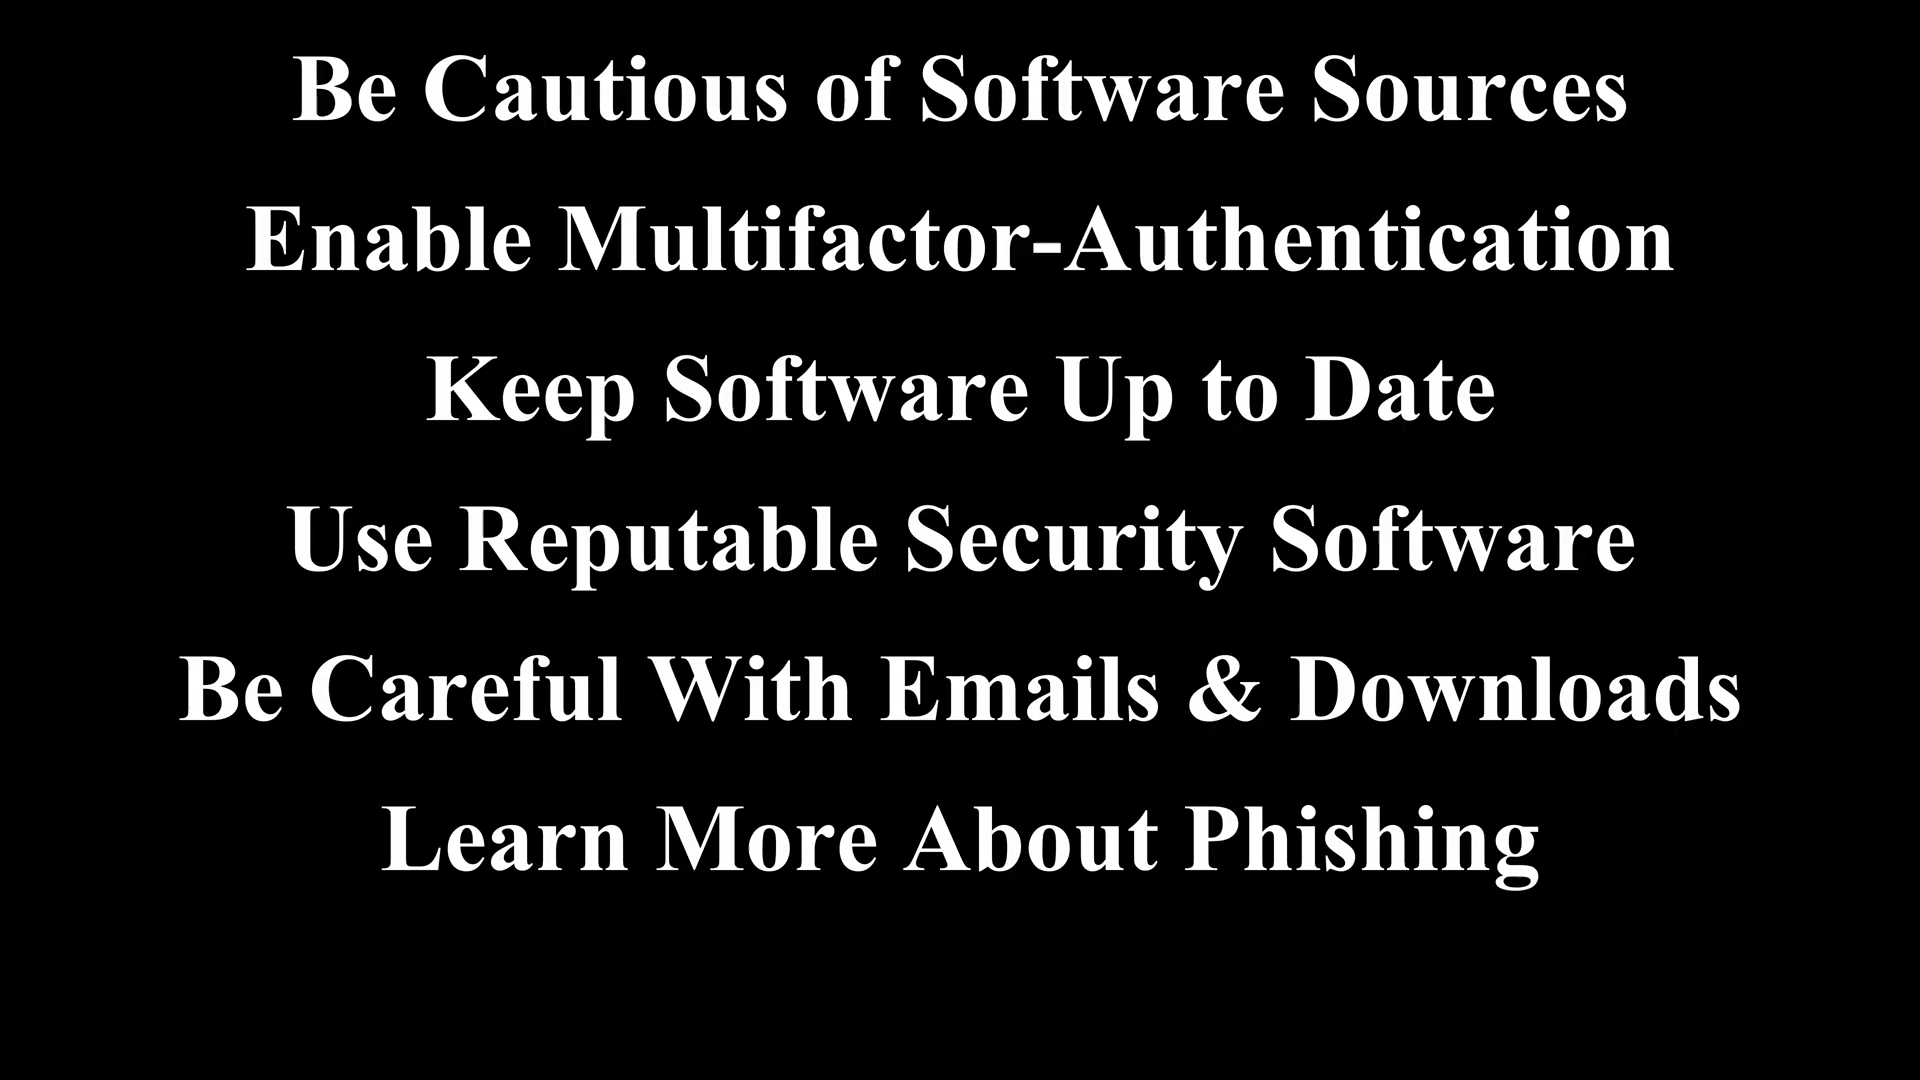 Be Cautious of Software Sources
Enable Multifactor-Authentication
Keep Software Up to Date
Use Reputable Security Software
Be Careful With Emails & Downloads
Learn More About Phishing